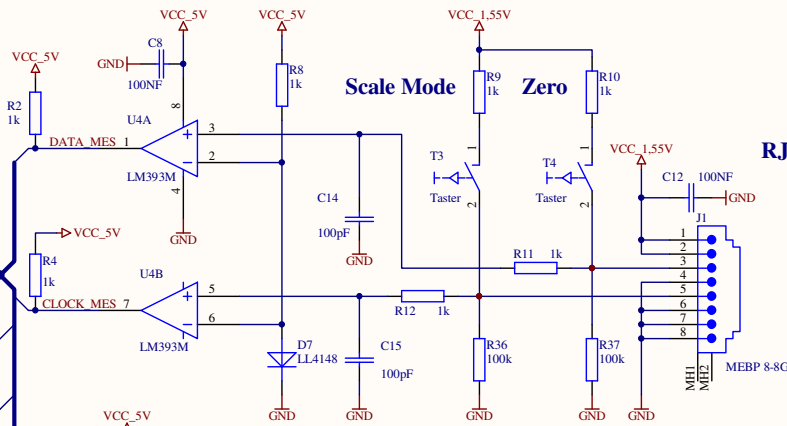 VCC_5V
VCC_5V
VCC_1,55V
VCC_5V
C8
GND
100NF
R8
1k
Scale Mode
R9
1k
Zero
R10
1k
R2
1k
8
U4A
DATA_MES
1
3
2
LM393M
4
GND
T3
Taster
1
2
T4
Taster
1
2
VCC_1,55V
RJ
C12
100NF
GND
J1
C14
100pF
GND
R11
1k
VCC_5V
R4
1k
U4B
CLOCK_MES
7
5
6
LM393M
R12
1k
1
2
3
4
5
6
7
8
D7
LL4148
C15
100pF
R36
100k
R37
100k
MH1
MH2
MEBP 8-8G
GND
GND
GND
GND
GND
VCC_5V